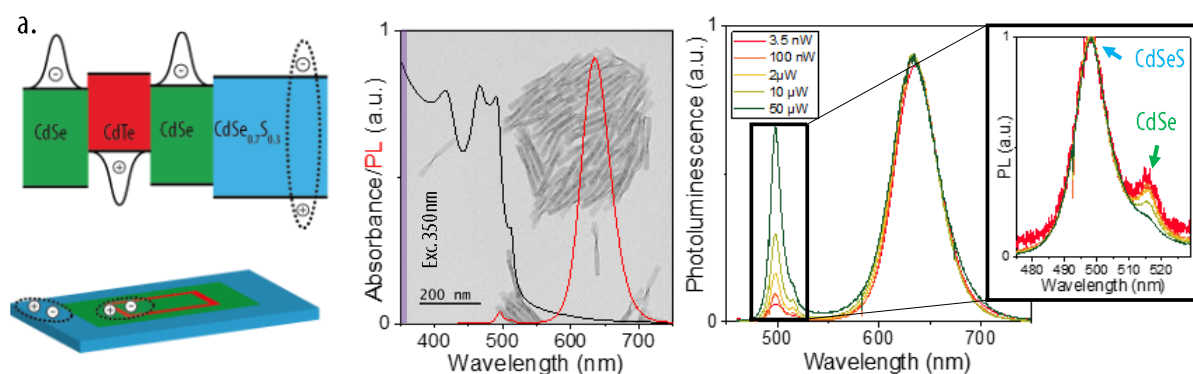 a.
CdSe
CdTe
CdSe
CdSe0.7S0.3
− − −
+ +
+ − + −
Absorbance/PL (a.u.)
1
0
Exc.350nm
200 nm
400 500 600 700
Wavelength (nm)
Photoluminescence (a.u.)
1
0
3.5 nW
100 nW
2µW
10 µW
50 µW
500 600 700
Wavelength (nm)
PL (a.u.)
1
0
CdSeS
CdSe
480 490 500 510 520
Wavelength (nm)